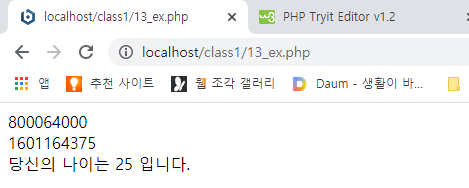 localhost/class1/13_ex.php
PHP Tryit Editor v1.2
localhost/class1/13_ex.php
앱 추천 사이트 웹 조각 갤러리 Daum - 생활이 바...
800064000
1601164375
당신의 나이는 25 입니다.